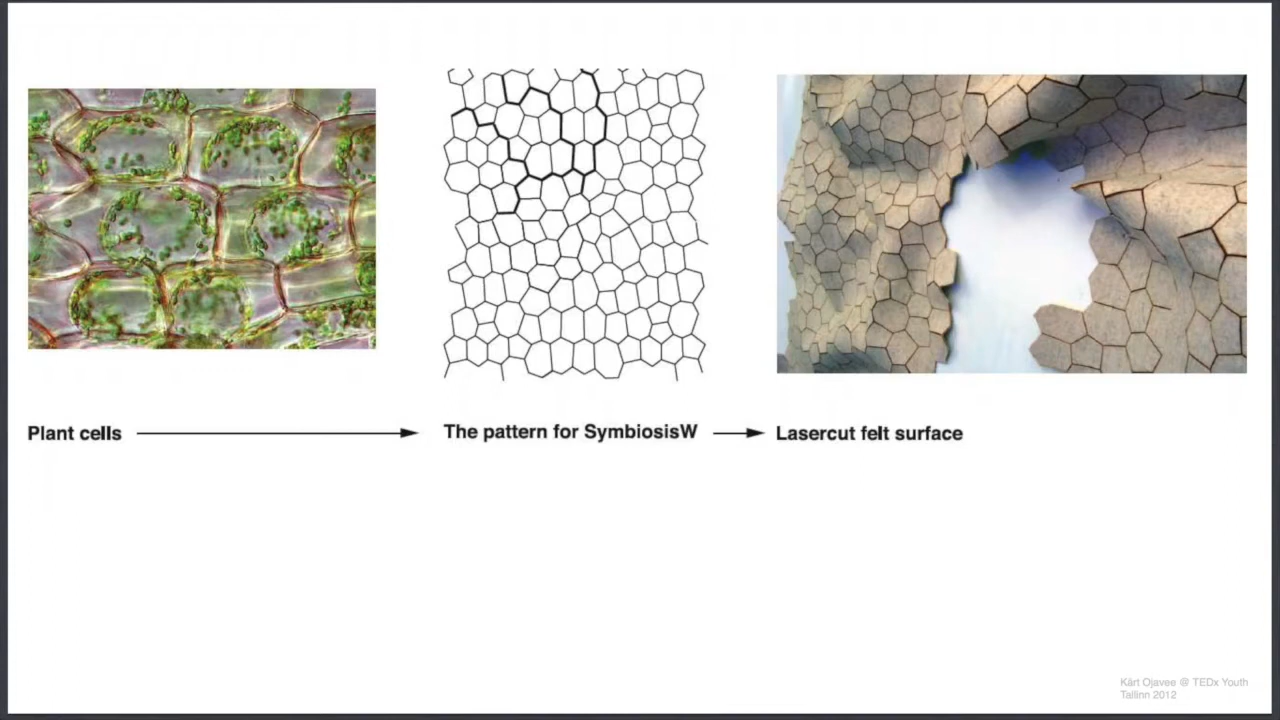 Plant cells
The pattern for SymbiosisW
Lasercut felt surface
Kärt Ojavee @ TEDx Youth
Tallinn 2012